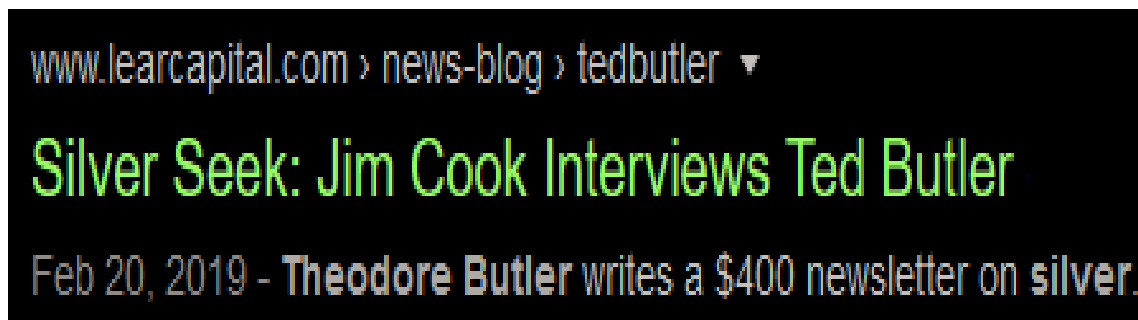 www.learcapital.com › news-blog › tedbutler ▼
Silver Seek: Jim Cook Interviews Ted Butler
Feb 20, 2019 - Theodore Butler writes a $400 newsletter on silver.